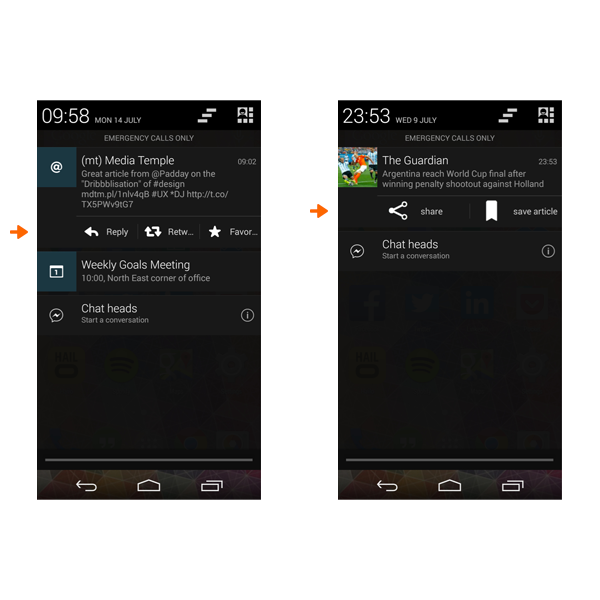 09:58 MON 14 JULY
EMERGENCY CALLS ONLY
@
(mt) Media Temple 09:02
Great article from @Padday on the
"Dribbblisation" of #design
mdtm.pl/1nlv4qB #UX *DJ http://t.co/
TX5PWv9tG7
Reply Retw... Favor...
1
Weekly Goals Meeting
10:00, North East corner of office
Chat heads
Start a conversation
i
23:53 WED 9 JULY
EMERGENCY CALLS ONLY
The Guardian 23:53
Argentina reach World Cup final after
winning penalty shootout against Holland
share save article
Chat heads
Start a conversation
i